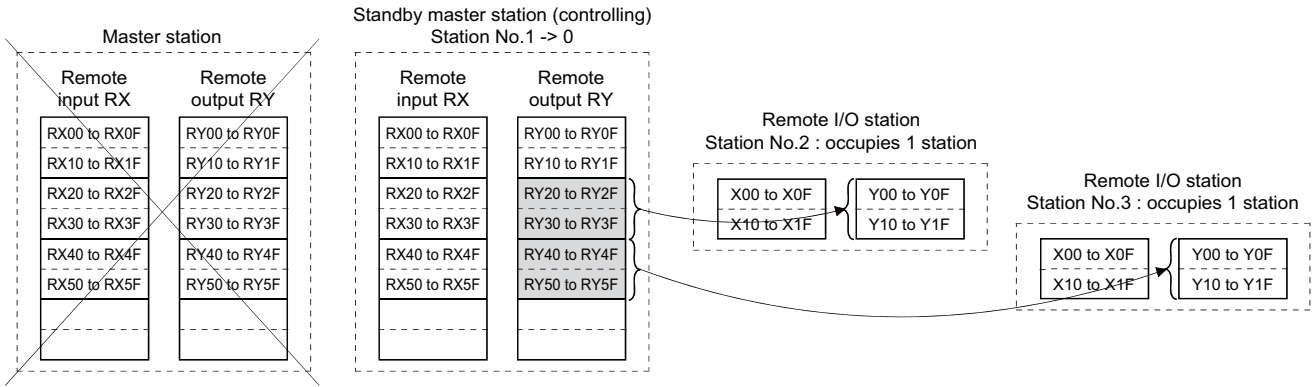 Master station
Remote
input RX
Remote
output RY
RX00 to RX0F
RY00 to RY0F
RX10 to RX1F
RY10 to RY1F
RX20 to RX2F
RY20 to RY2F
RX30 to RX3F
RY30 to RY3F
RX40 to RX4F
RY40 to RY4F
RX50 to RX5F
RY50 to RY5F
Standby master station (controlling)
Station No.1 -> 0
Remote
input RX
Remote
output RY
RX00 to RX0F
RY00 to RY0F
RX10 to RX1F
RY10 to RY1F
RX20 to RX2F
RY20 to RY2F
RX30 to RX3F
RY30 to RY3F
RX40 to RX4F
RY40 to RY4F
RX50 to RX5F
RY50 to RY5F
Remote I/O station
Station No.2 : occupies 1 station
X00 to X0F
Y00 to Y0F
X10 to X1F
Y10 to Y1F
Remote I/O station
Station No.3 : occupies 1 station
X00 to X0F
Y00 to Y0F
X10 to X1F
Y10 to Y1F